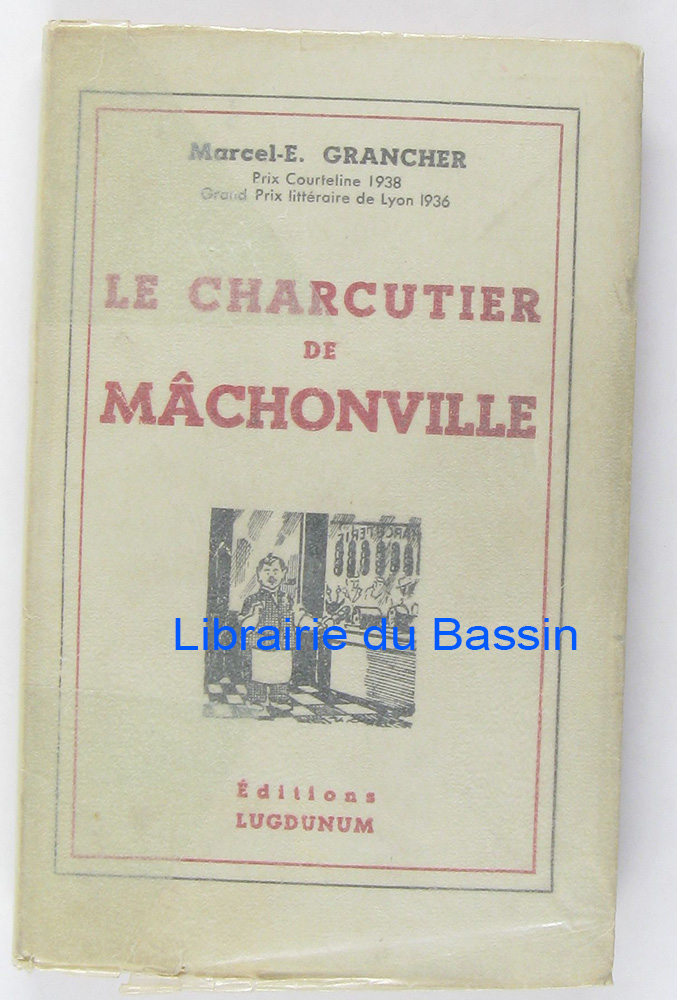 Marcel-E. GRANCHER
Prix Courteline 1938
Grand Prix littéraire de Lyon 1936
LE CHARCUTIER
DE
MÂCHONVILLE
Librairie du Bassin
Éditions
LUGDUNUM